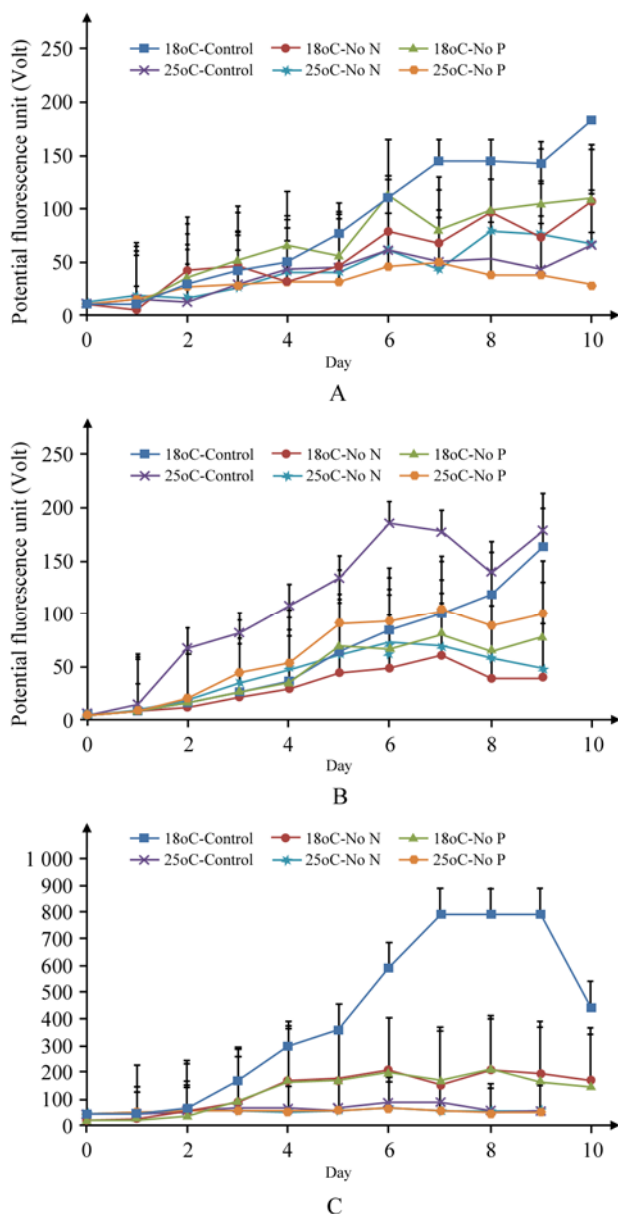 18oC-Control 18oC-No N 18oC-No P
25oC-Control 25oC-No N 25oC-No P
Potential fluorescence unit (Volt)
250
200
150
100
50
0
0 2 4 6 8 10
Day
A
18oC-Control 18oC-No N 18oC-No P
25oC-Control 25oC-No N 25oC-No P
Potential fluorescence unit (Volt)
250
200
150
100
50
0
0 2 4 6 8 10
Day
B
18oC-Control 18oC-No N 18oC-No P
25oC-Control 25oC-No N 25oC-No P
1 000
900
800
700
600
500
400
300
200
100
0
0 2 4 6 8 10
C